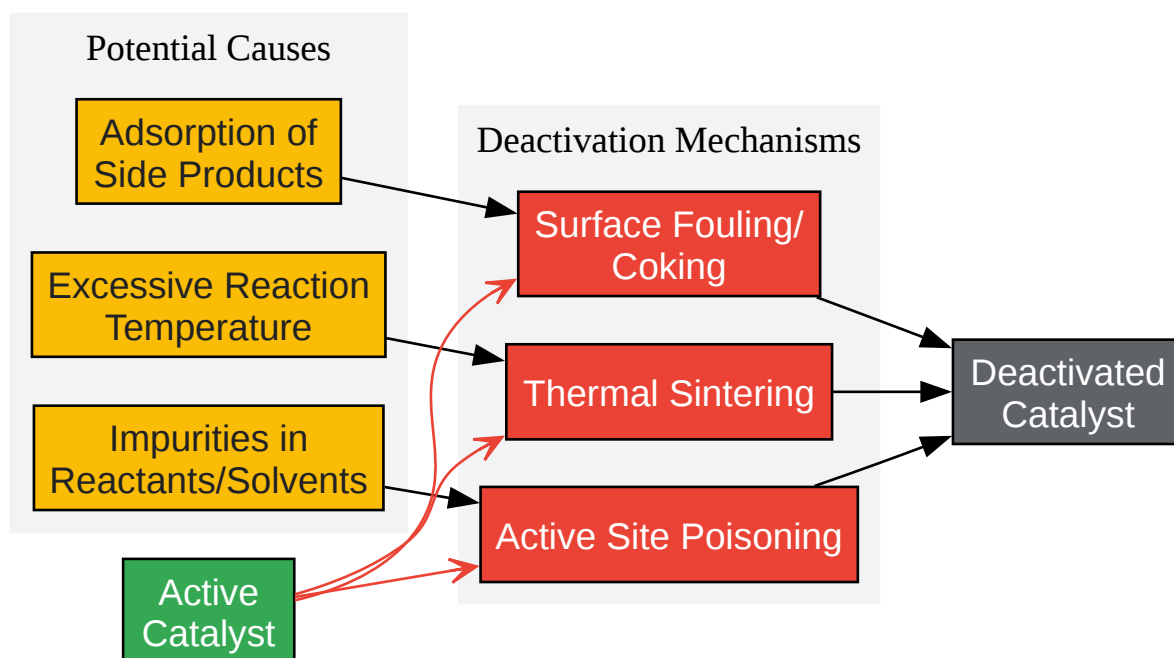 Potential Causes
Adsorption of
Side Products
Excessive Reaction
Temperature
Impurities in
Reactants/Solvents
Active
Catalyst
Deactivation Mechanisms
Surface Fouling/
Coking
Thermal Sintering
Active Site Poisoning
Deactivated
Catalyst